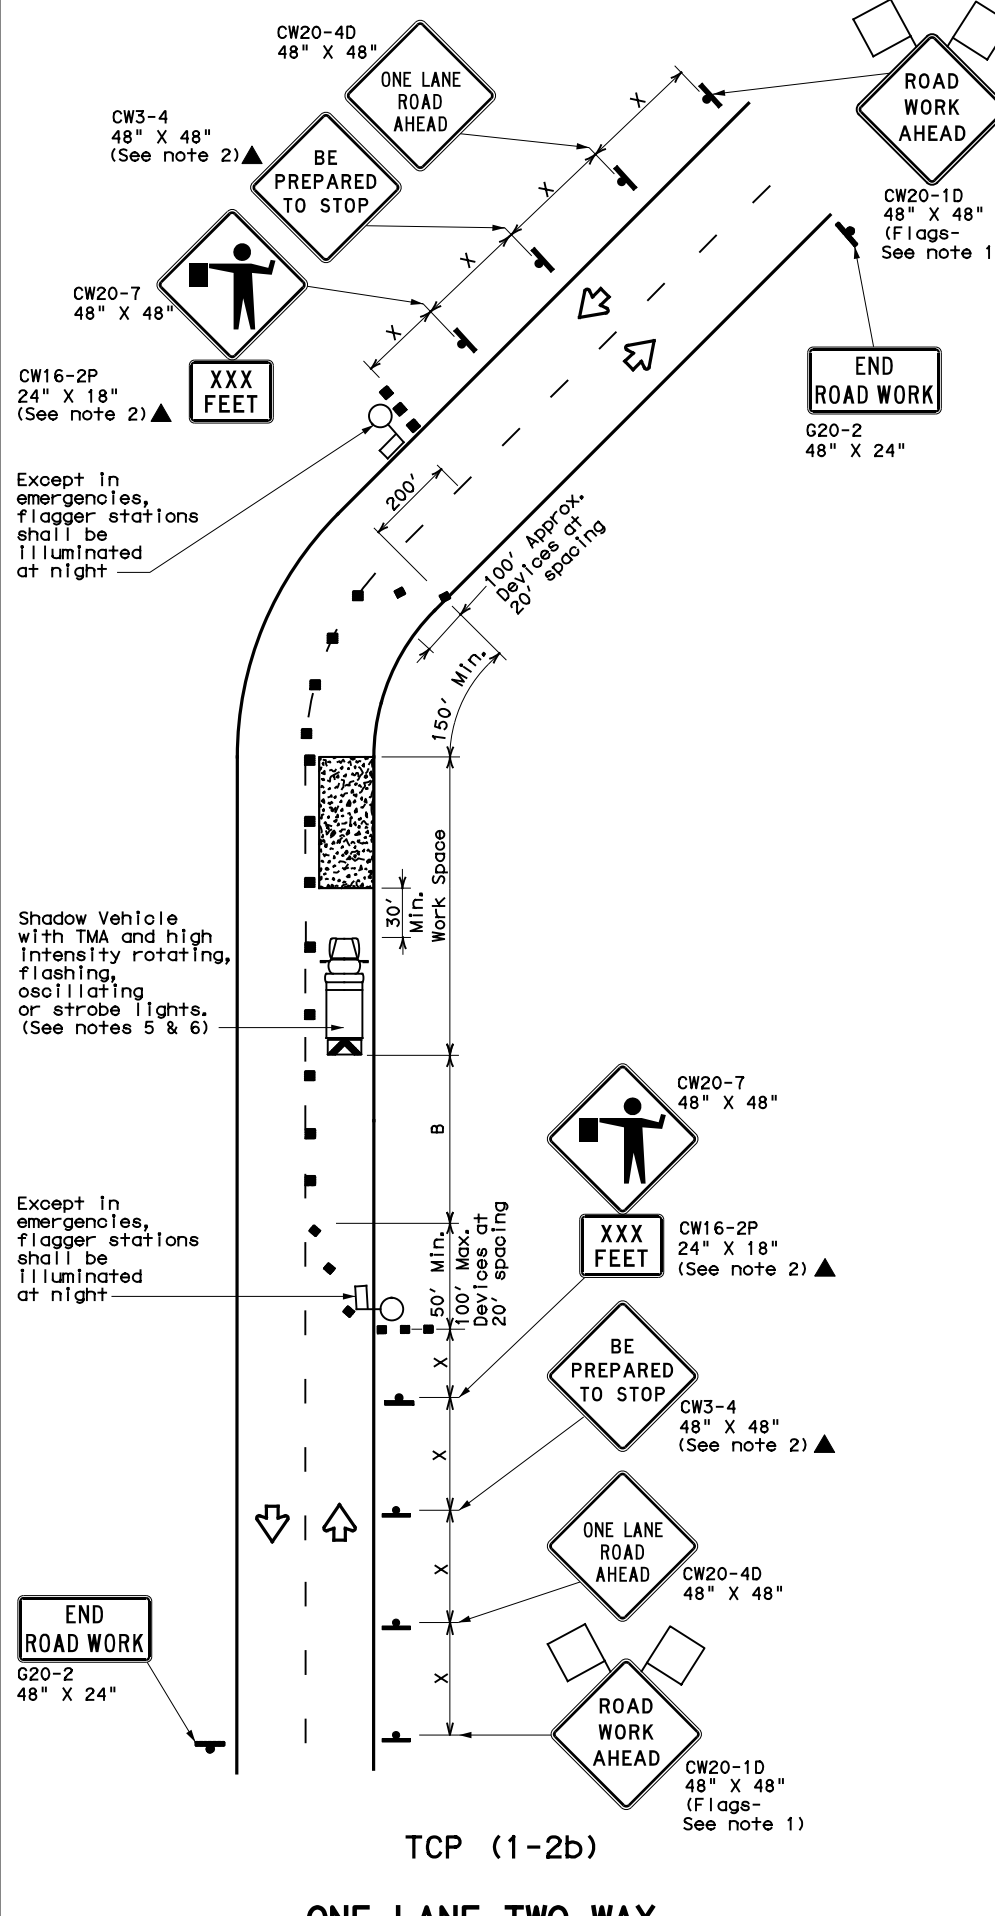 CW20-4D
48" X 48"
ONE LANE
ROAD
AHEAD
X
ROAD
WORK
AHEAD
CW3-4
48" X 48"
(See note 2)
BE
PREPARED
TO STOP
X
CW20-1D
48" X 48"
(Flags-
See note 1
X
CW20-7
48" X 48"
X
CW16-2P
24" X 18"
(See note 2)
XXX
FEET
END
ROAD WORK
G20-2
48" X 24"
Except in
emergencies,
flagger stations
shall be
illuminated
at night
200'
100' Approx.
Devices at
20' spacing
150' Min.
Work Space
30'
Min.
Shadow Vehicle
with TMA and high
intensity rotating,
flashing,
oscillating
or strobe lights.
(See notes 5 & 6)
B
CW20-7
48" X 48"
XXX
FEET
CW16-2P
24" X 18"
(See note 2)
Except in
emergencies,
flagger stations
shall be
illuminated
at night
50' Min.
100' Max.
Devices at
20' spacing
X
BE
PREPARED
TO STOP
CW3-4
48" X 48"
(See note 2)
X
ONE LANE
ROAD
AHEAD
CW20-4D
48" X 48"
X
END
ROAD WORK
G20-2
48" X 24"
X
ROAD
WORK
AHEAD
CW20-1D
48" X 48"
(Flags-
See note 1)
TCP (1-2b)
ONE LANE TWO WAY